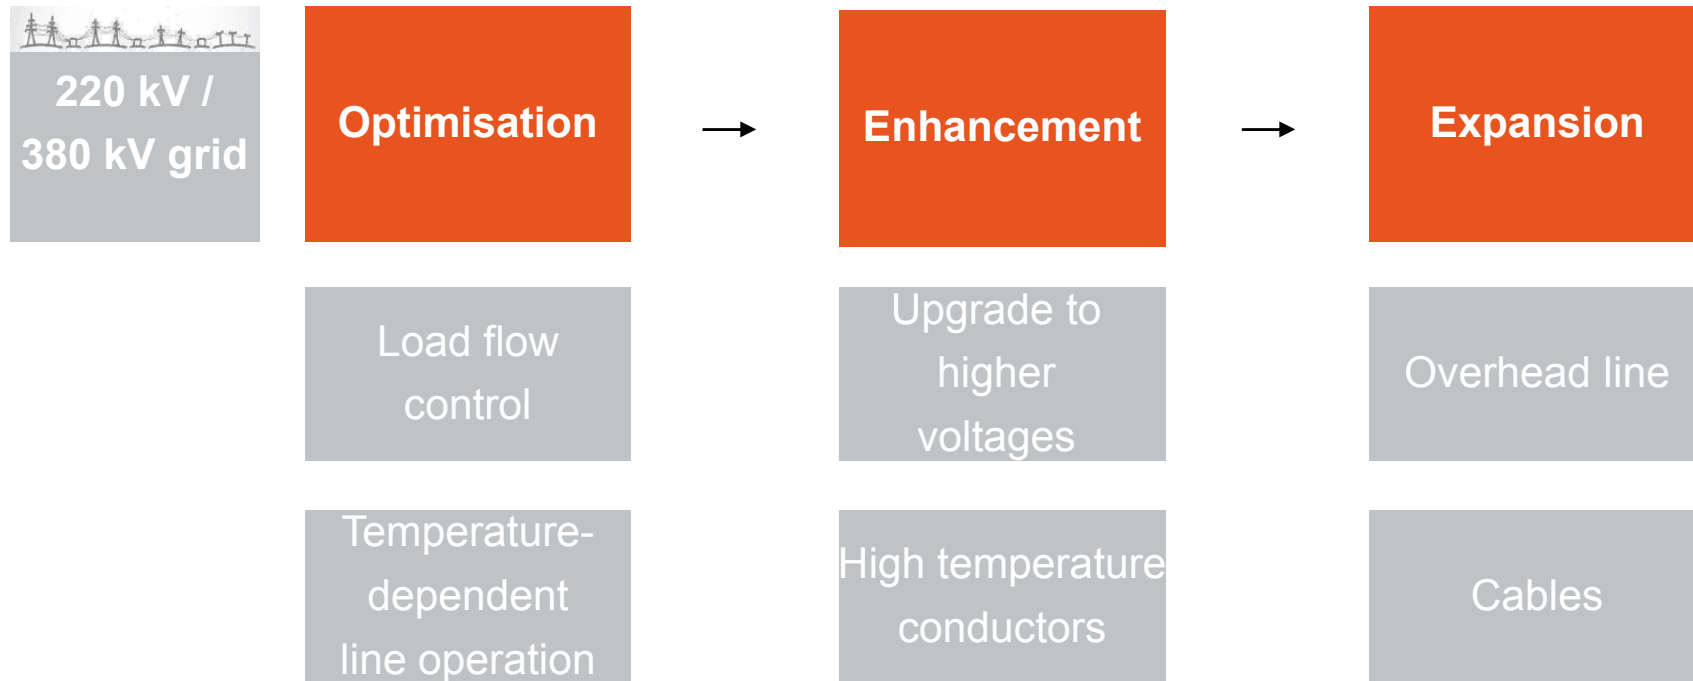 220 kV /
380 kV grid
Optimisation
Enhancement
Expansion
Load flow
control
Upgrade to
higher
voltages
Overhead line
Temperature-
dependent
line operation
High temperature
conductors
Cables